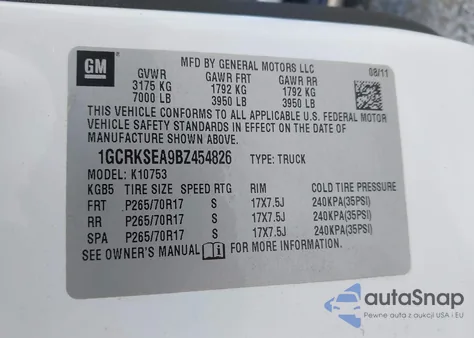 GM
MFD BY GENERAL MOTORS LLC
08/11
GVWR GAWR FRT GAWR RR
3175 KG 1792 KG 1792 KG
7000 LB 3950 LB 3950 LB
THIS VEHICLE CONFORMS TO ALL APPLICABLE U.S. FEDERAL MOTOR
VEHICLE SAFETY STANDARDS IN EFFECT ON THE DATE OF
MANUFACTURE SHOWN ABOVE.
1GCRKSEA9BZ454826 TYPE: TRUCK
MODEL: K10753
KGB5 TIRE SIZE SPEED RTG RIM COLD TIRE PRESSURE
FRT P265/70R17 S 17X7.5J 240KPA(35PSI)
RR P265/70R17 S 17X7.5J 240KPA(35PSI)
SPA P265/70R17 S 17X7.5J 240KPA(35PSI)
SEE OWNER'S MANUAL FOR MORE INFORMATION
autoSnap
Pewne auta z aukcji USA i EU